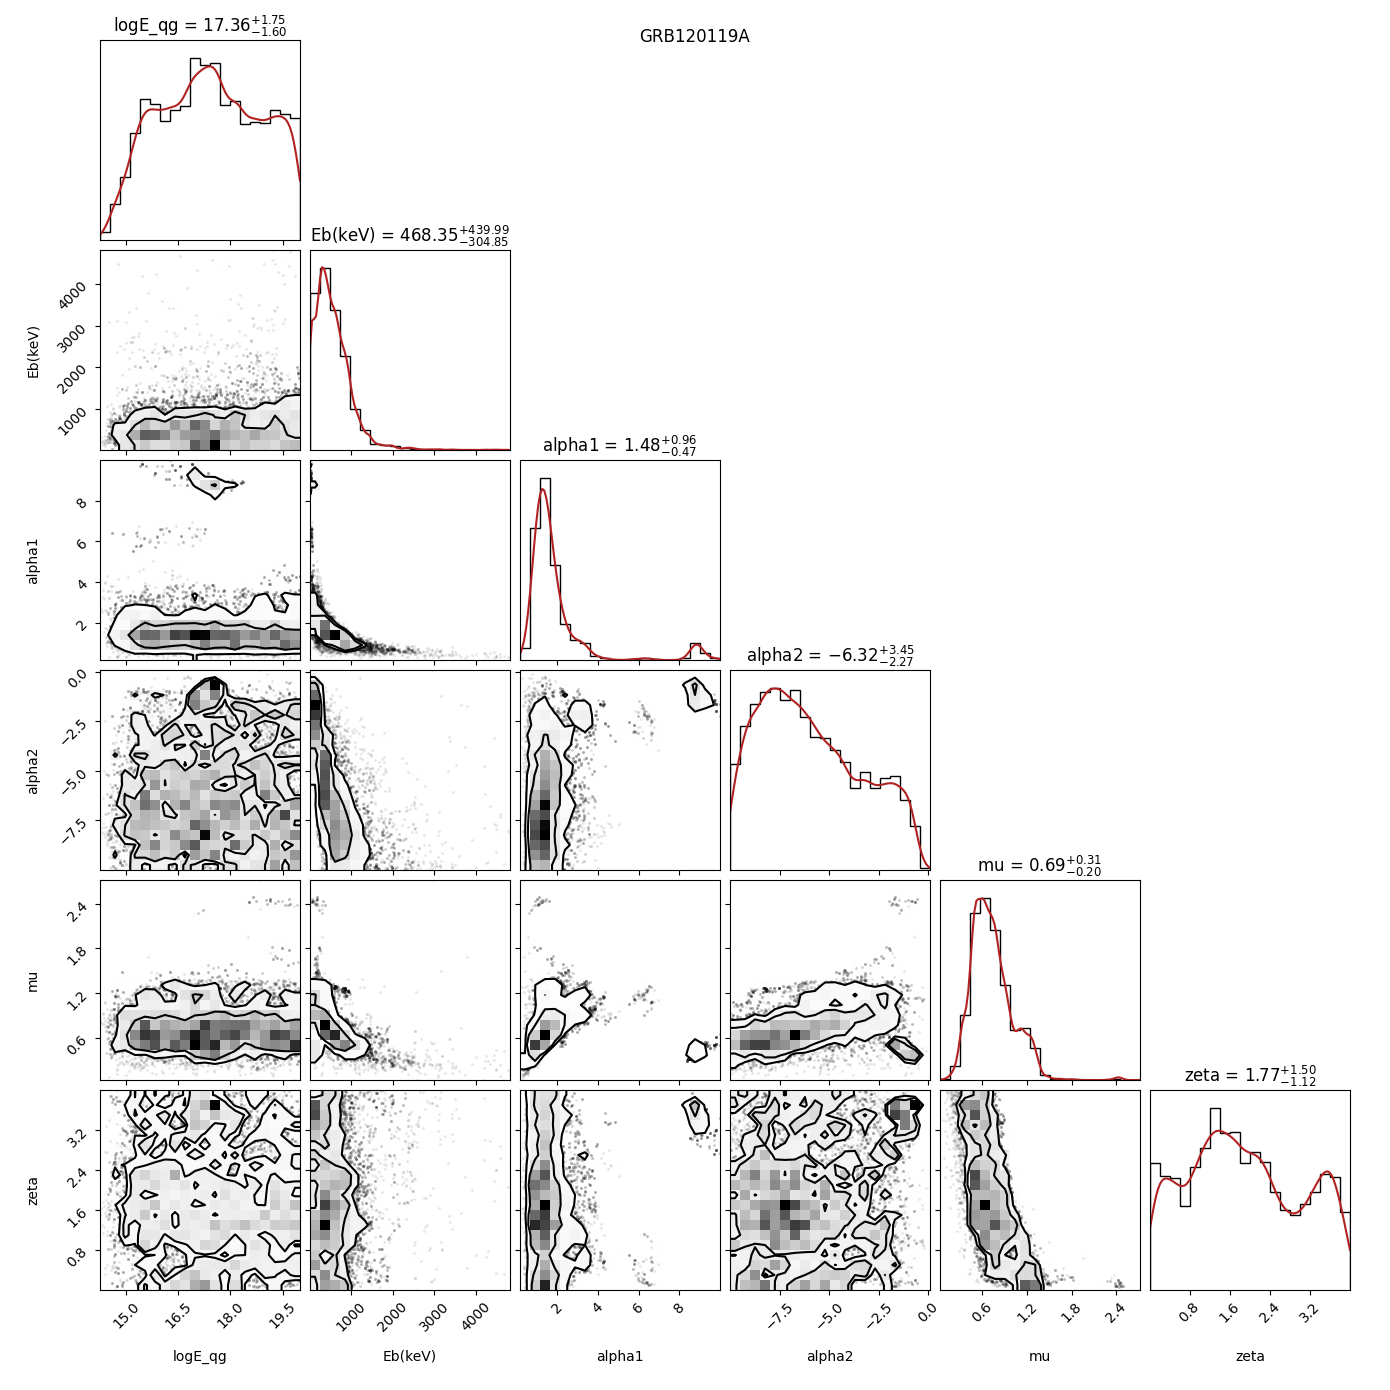 GRB120119A
logE_qg = 17.36+1.75−1.60
Eb(keV) = 468.35+439.99−304.85
4000
3000
2000
1000
Eb(keV)
alpha1 = 1.48+0.96−0.47
8
6
4
2
alpha1
alpha2 = −6.32+3.45−2.27
0.0
−2.5
−5.0
−7.5
alpha2
mu = 0.69+0.31−0.20
2.4
1.8
1.2
0.6
mu
zeta = 1.77+1.50−1.12
3.2
2.4
1.6
0.8
zeta
15.0 16.5 18.0 19.5
1000 2000 3000 4000
2 4 6 8
−7.5 −5.0 −2.5 0.0
0.6 1.2 1.8 2.4
0.8 1.6 2.4 3.2
logE_qg Eb(keV) alpha1 alpha2 mu zeta